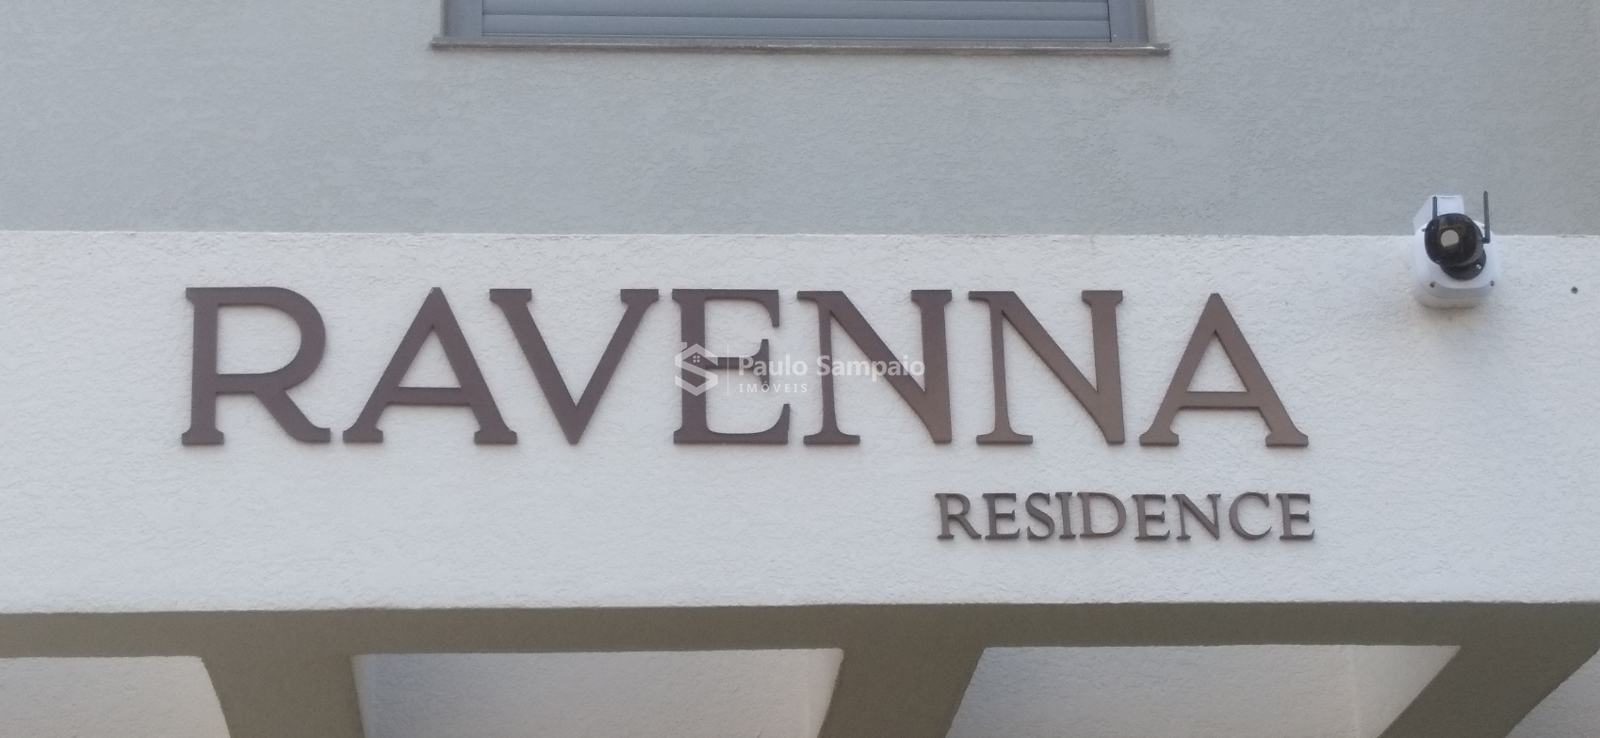 RAVENNA
Paulo Sampaio
IMÓVEIS
RESIDENCE